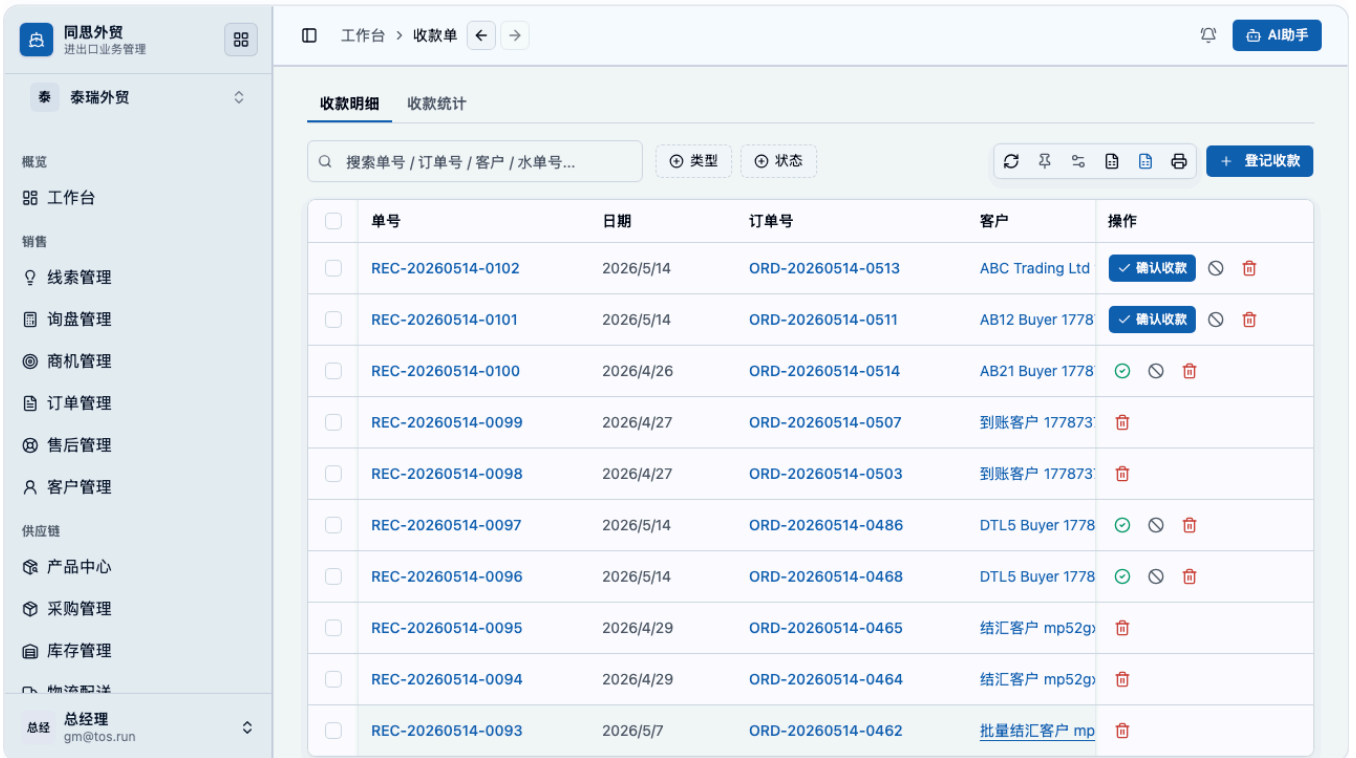 同思外贸
进出口业务管理
泰 泰瑞外贸
概览
工作台
销售
线索管理
询盘管理
商机管理
订单管理
售后管理
客户管理
供应链
产品中心
采购管理
库存管理
物流配送
总经 总经理
gm@tos.run
工作台 > 收款单
AI助手
收款明细 收款统计
搜索单号 / 订单号 / 客户 / 水单号...
类型 状态
登记收款
单号 日期 订单号 客户 操作
REC-20260514-0102 2026/5/14 ORD-20260514-0513 ABC Trading Ltd 确认收款
REC-20260514-0101 2026/5/14 ORD-20260514-0511 AB12 Buyer 1778 确认收款
REC-20260514-0100 2026/4/26 ORD-20260514-0514 AB21 Buyer 1778
REC-20260514-0099 2026/4/27 ORD-20260514-0507 到账客户 177873
REC-20260514-0098 2026/4/27 ORD-20260514-0503 到账客户 177873
REC-20260514-0097 2026/5/14 ORD-20260514-0486 DTL5 Buyer 1778
REC-20260514-0096 2026/5/14 ORD-20260514-0468 DTL5 Buyer 1778
REC-20260514-0095 2026/4/29 ORD-20260514-0465 结汇客户 mp52g
REC-20260514-0094 2026/4/29 ORD-20260514-0464 结汇客户 mp52g
REC-20260514-0093 2026/5/7 ORD-20260514-0462 批量结汇客户 mp